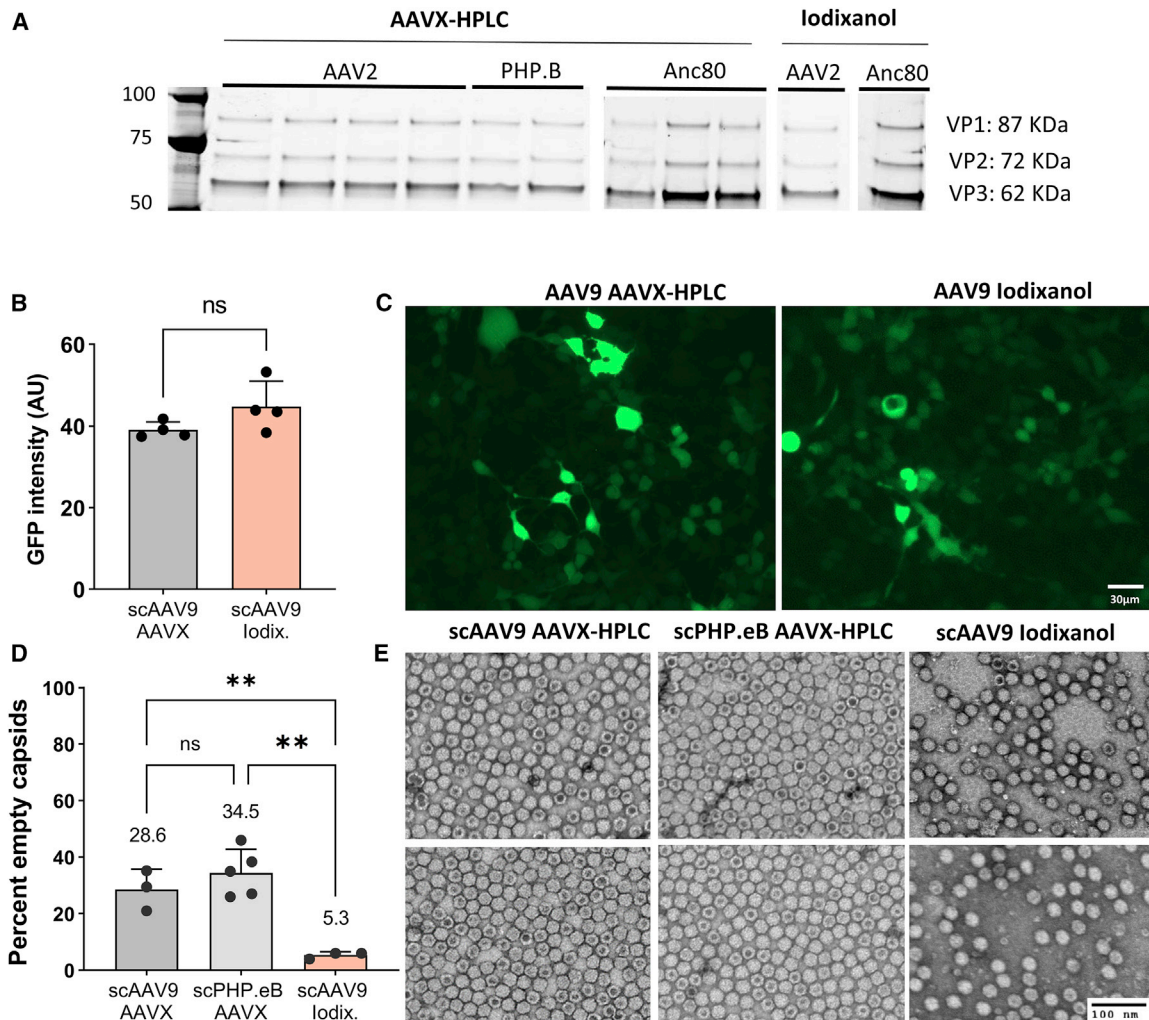 A
AAVX-HPLC
Iodixanol
AAV2
PHP.B
Anc80
AAV2
Anc80
100
75
50
VP1: 87 KDa
VP2: 72 KDa
VP3: 62 KDa
B
ns
GFP intensity (AU)
60
40
20
0
scAAV9
AAVX
scAAV9
Iodix.
C
AAV9 AAVX-HPLC
AAV9 Iodixanol
30µm
D
**
ns
**
Percent empty capsids
100
80
60
40
20
0
28.6
34.5
5.3
scAAV9
AAVX
scPHP.eB
AAVX
scAAV9
Iodix.
E
scAAV9 AAVX-HPLC
scPHP.eB AAVX-HPLC
scAAV9 Iodixanol
100 nm